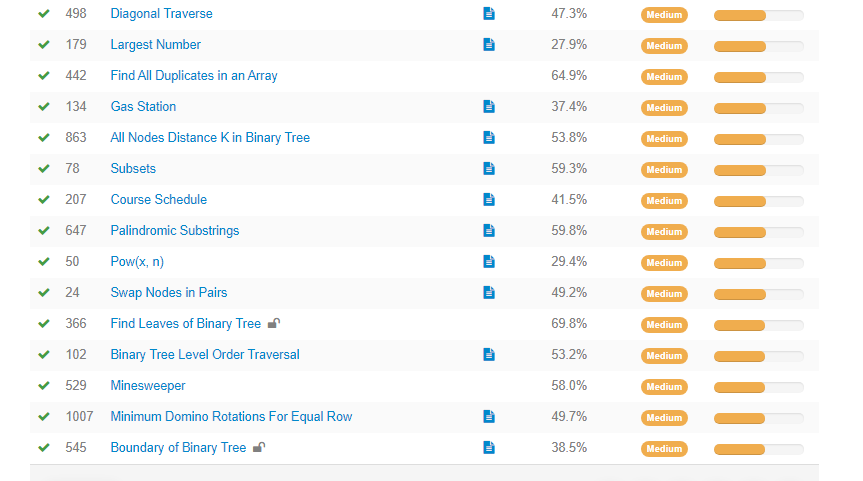 498 Diagonal Traverse 47.3% Medium
179 Largest Number 27.9% Medium
442 Find All Duplicates in an Array 64.9% Medium
134 Gas Station 37.4% Medium
863 All Nodes Distance K in Binary Tree 53.8% Medium
78 Subsets 59.3% Medium
207 Course Schedule 41.5% Medium
647 Palindromic Substrings 59.8% Medium
50 Pow(x, n) 29.4% Medium
24 Swap Nodes in Pairs 49.2% Medium
366 Find Leaves of Binary Tree 69.8% Medium
102 Binary Tree Level Order Traversal 53.2% Medium
529 Minesweeper 58.0% Medium
1007 Minimum Domino Rotations For Equal Row 49.7% Medium
545 Boundary of Binary Tree 38.5% Medium